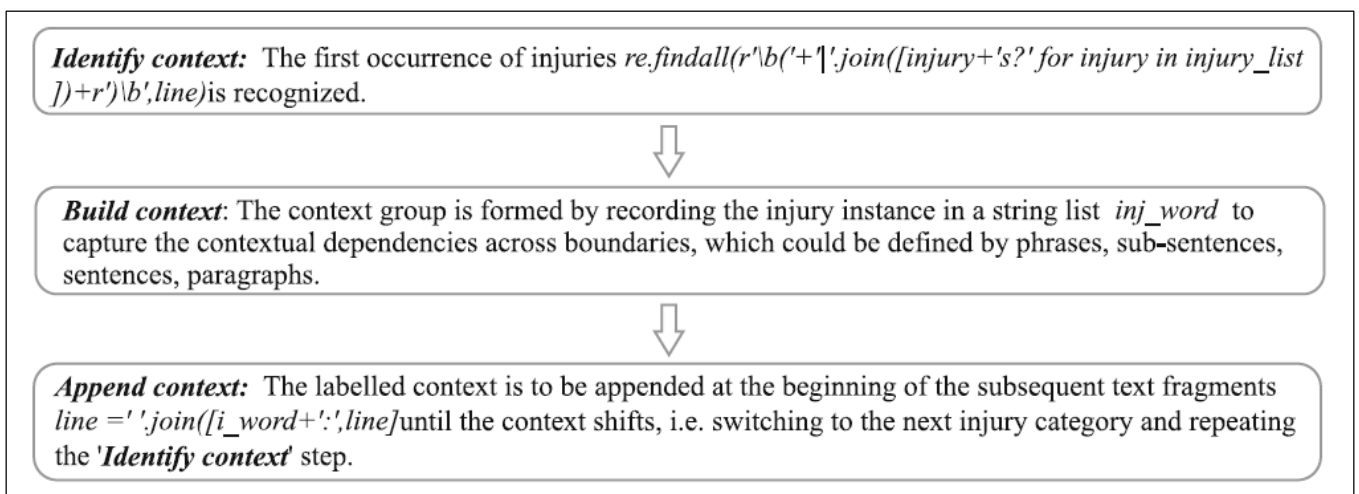 Identify context: The first occurrence of injuries re.findall(r'\b('+'|'.join([injury+'s?' for injury in injury_list
])+r')\b',line)is recognized.
Build context: The context group is formed by recording the injury instance in a string list inj_word to
capture the contextual dependencies across boundaries, which could be defined by phrases, sub-sentences,
sentences, paragraphs.
Append context: The labelled context is to be appended at the beginning of the subsequent text fragments
line =' '.join([i_word+':',line]until the context shifts, i.e. switching to the next injury category and repeating
the 'Identify context' step.